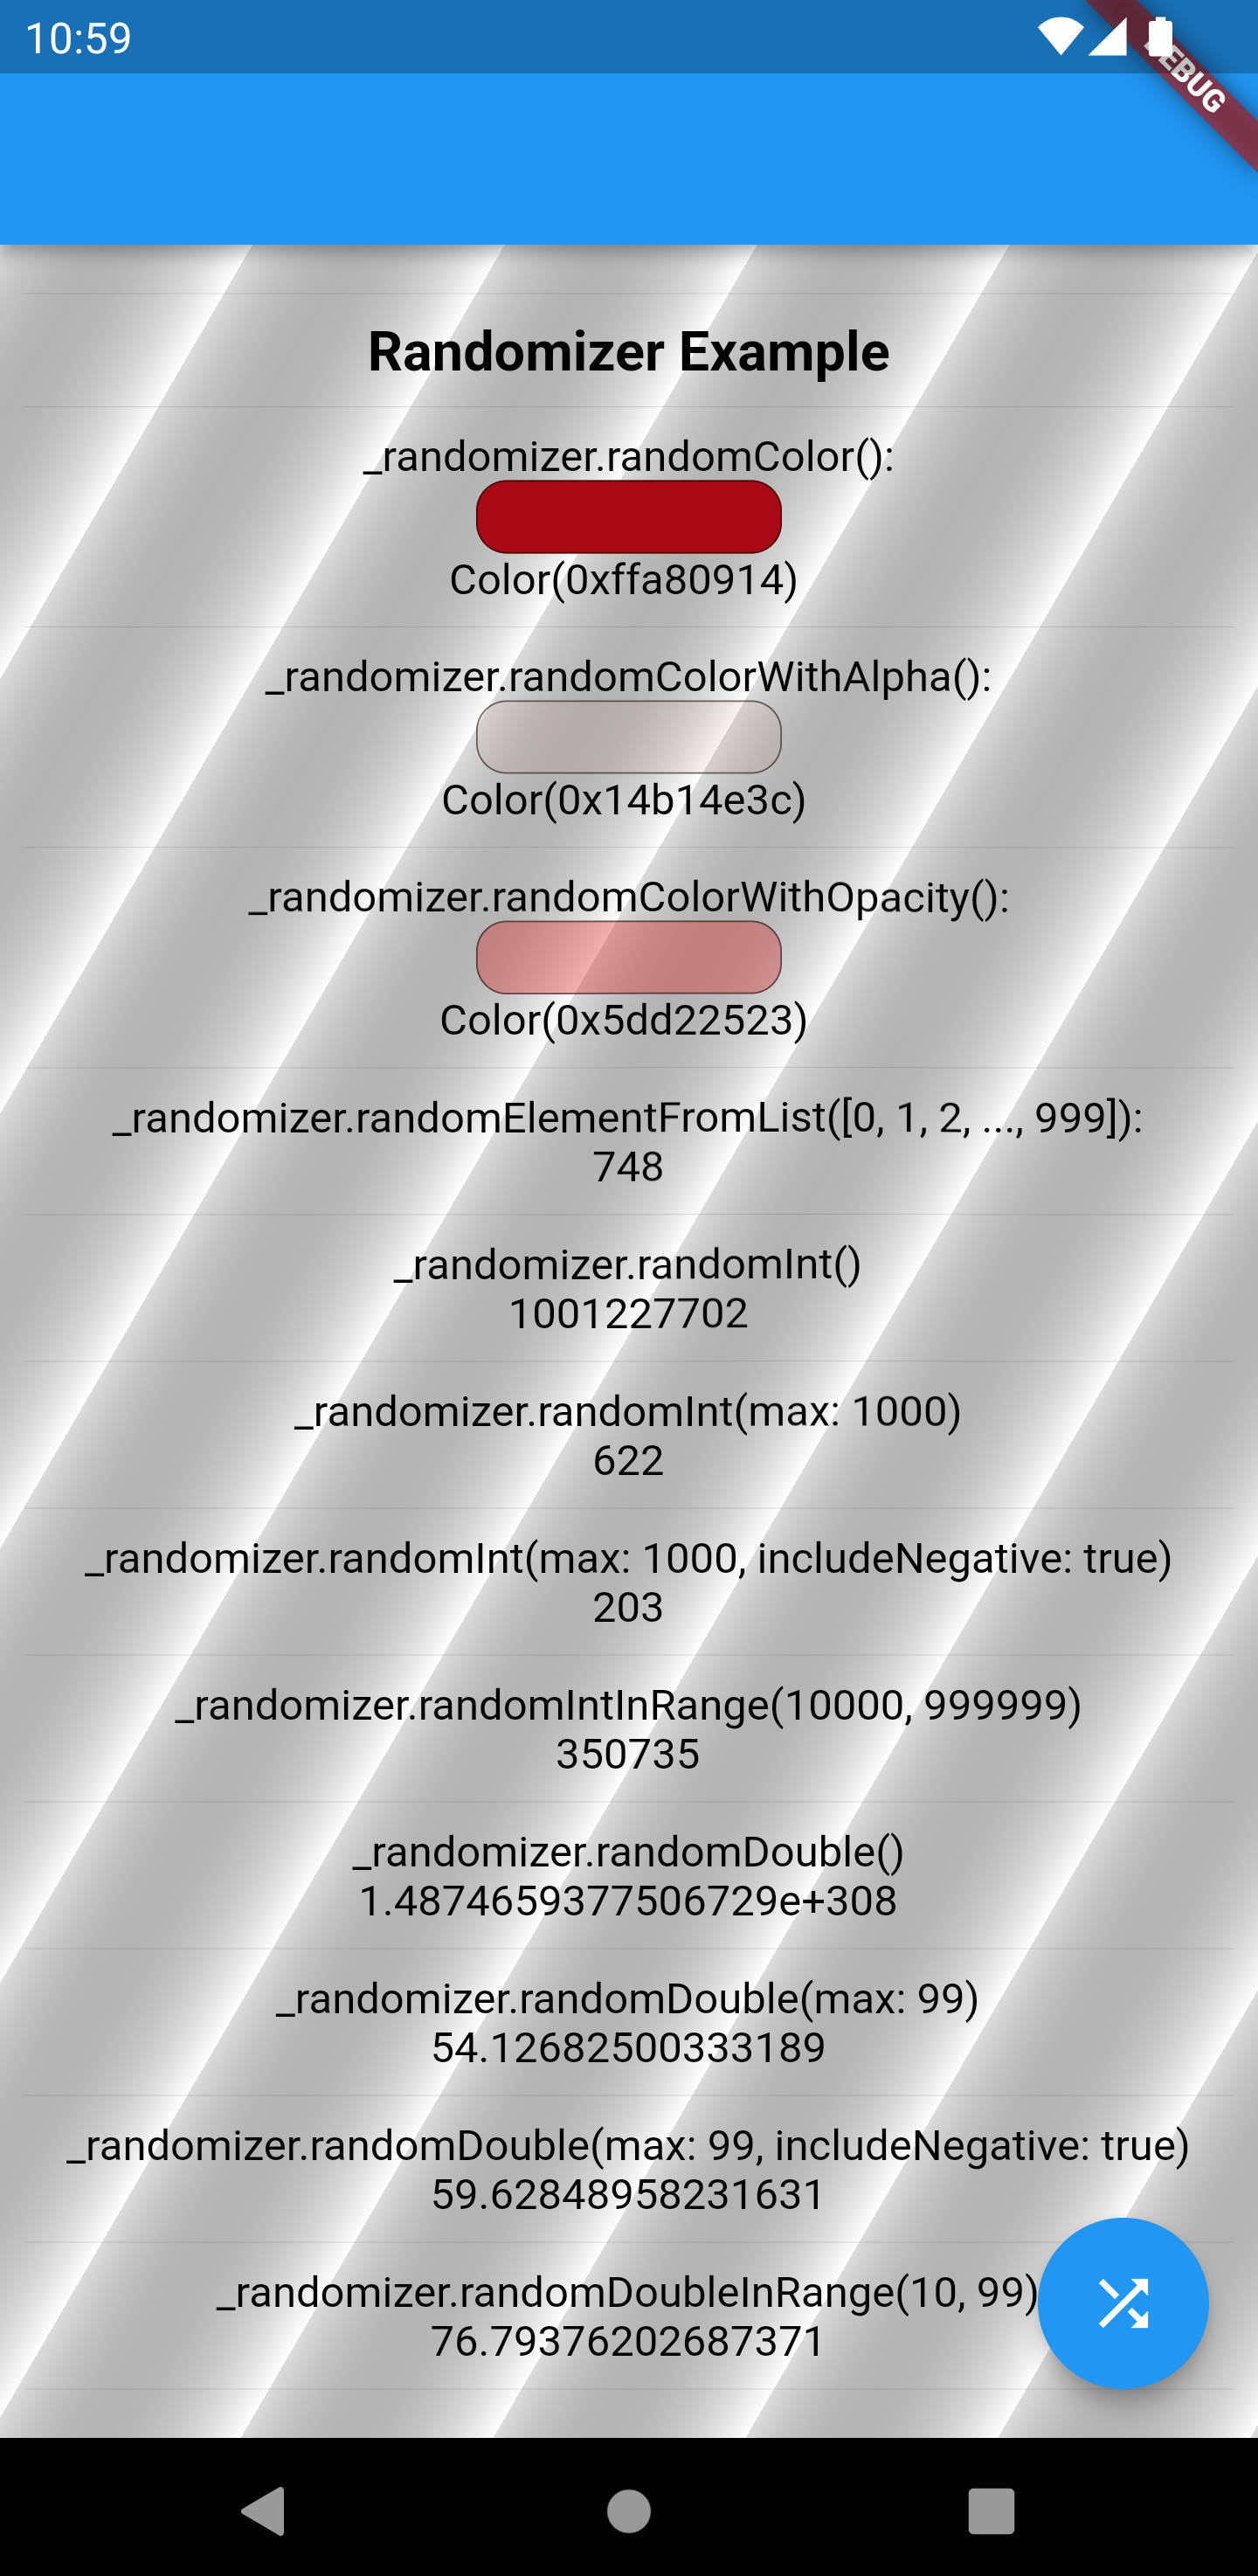 10:59
DEBUG
Randomizer Example
_randomizer.randomColor():
Color(0xffa80914)
_randomizer.randomColorWithAlpha():
Color(0x14b14e3c)
_randomizer.randomColorWithOpacity():
Color(0x5dd22523)
_randomizer.randomElementFromList([0, 1, 2, ..., 999]):
748
_randomizer.randomInt()
1001227702
_randomizer.randomInt(max: 1000)
622
_randomizer.randomInt(max: 1000, includeNegative: true)
203
_randomizer.randomIntInRange(10000, 999999)
350735
_randomizer.randomDouble()
1.4874659377506729e+308
_randomizer.randomDouble(max: 99)
54.12682500333189
_randomizer.randomDouble(max: 99, includeNegative: true)
59.62848958231631
_randomizer.randomDoubleInRange(10, 99)
76.79376202687371